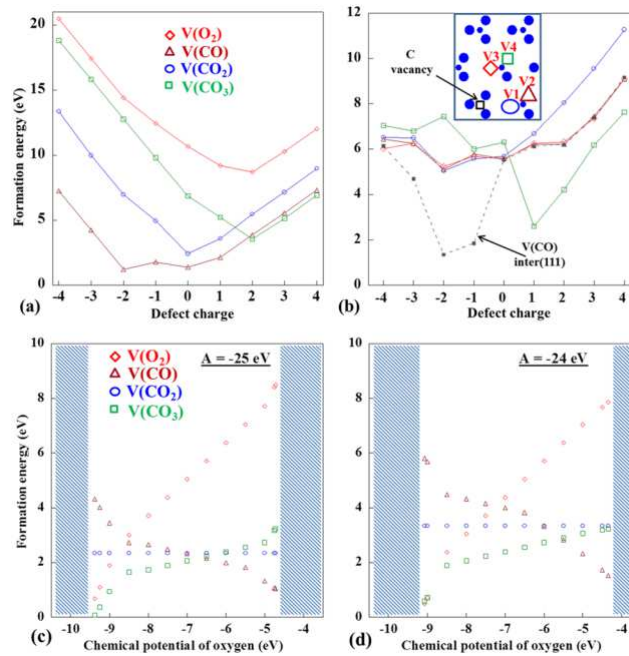 V(O₂)
V(CO)
V(CO₂)
V(CO₃)
Formation energy (eV)
20
15
10
5
0
-4 -3 -2 -1 0 1 2 3 4
(a) Defect charge
12
10
8
6
4
2
0
C
vacancy
V3 V4
V2
V1
V(CO)
inter(111)
-4 -3 -2 -1 0 1 2 3 4
(b) Defect charge
V(O₂)
V(CO)
V(CO₂)
V(CO₃)
A = -25 eV
Formation energy (eV)
10
8
6
4
2
0
-10 -9 -8 -7 -6 -5 -4
Chemical potential of oxygen (eV) (c)
A = -24 eV
10
8
6
4
2
0
-10 -9 -8 -7 -6 -5 -4
Chemical potential of oxygen (eV) (d)